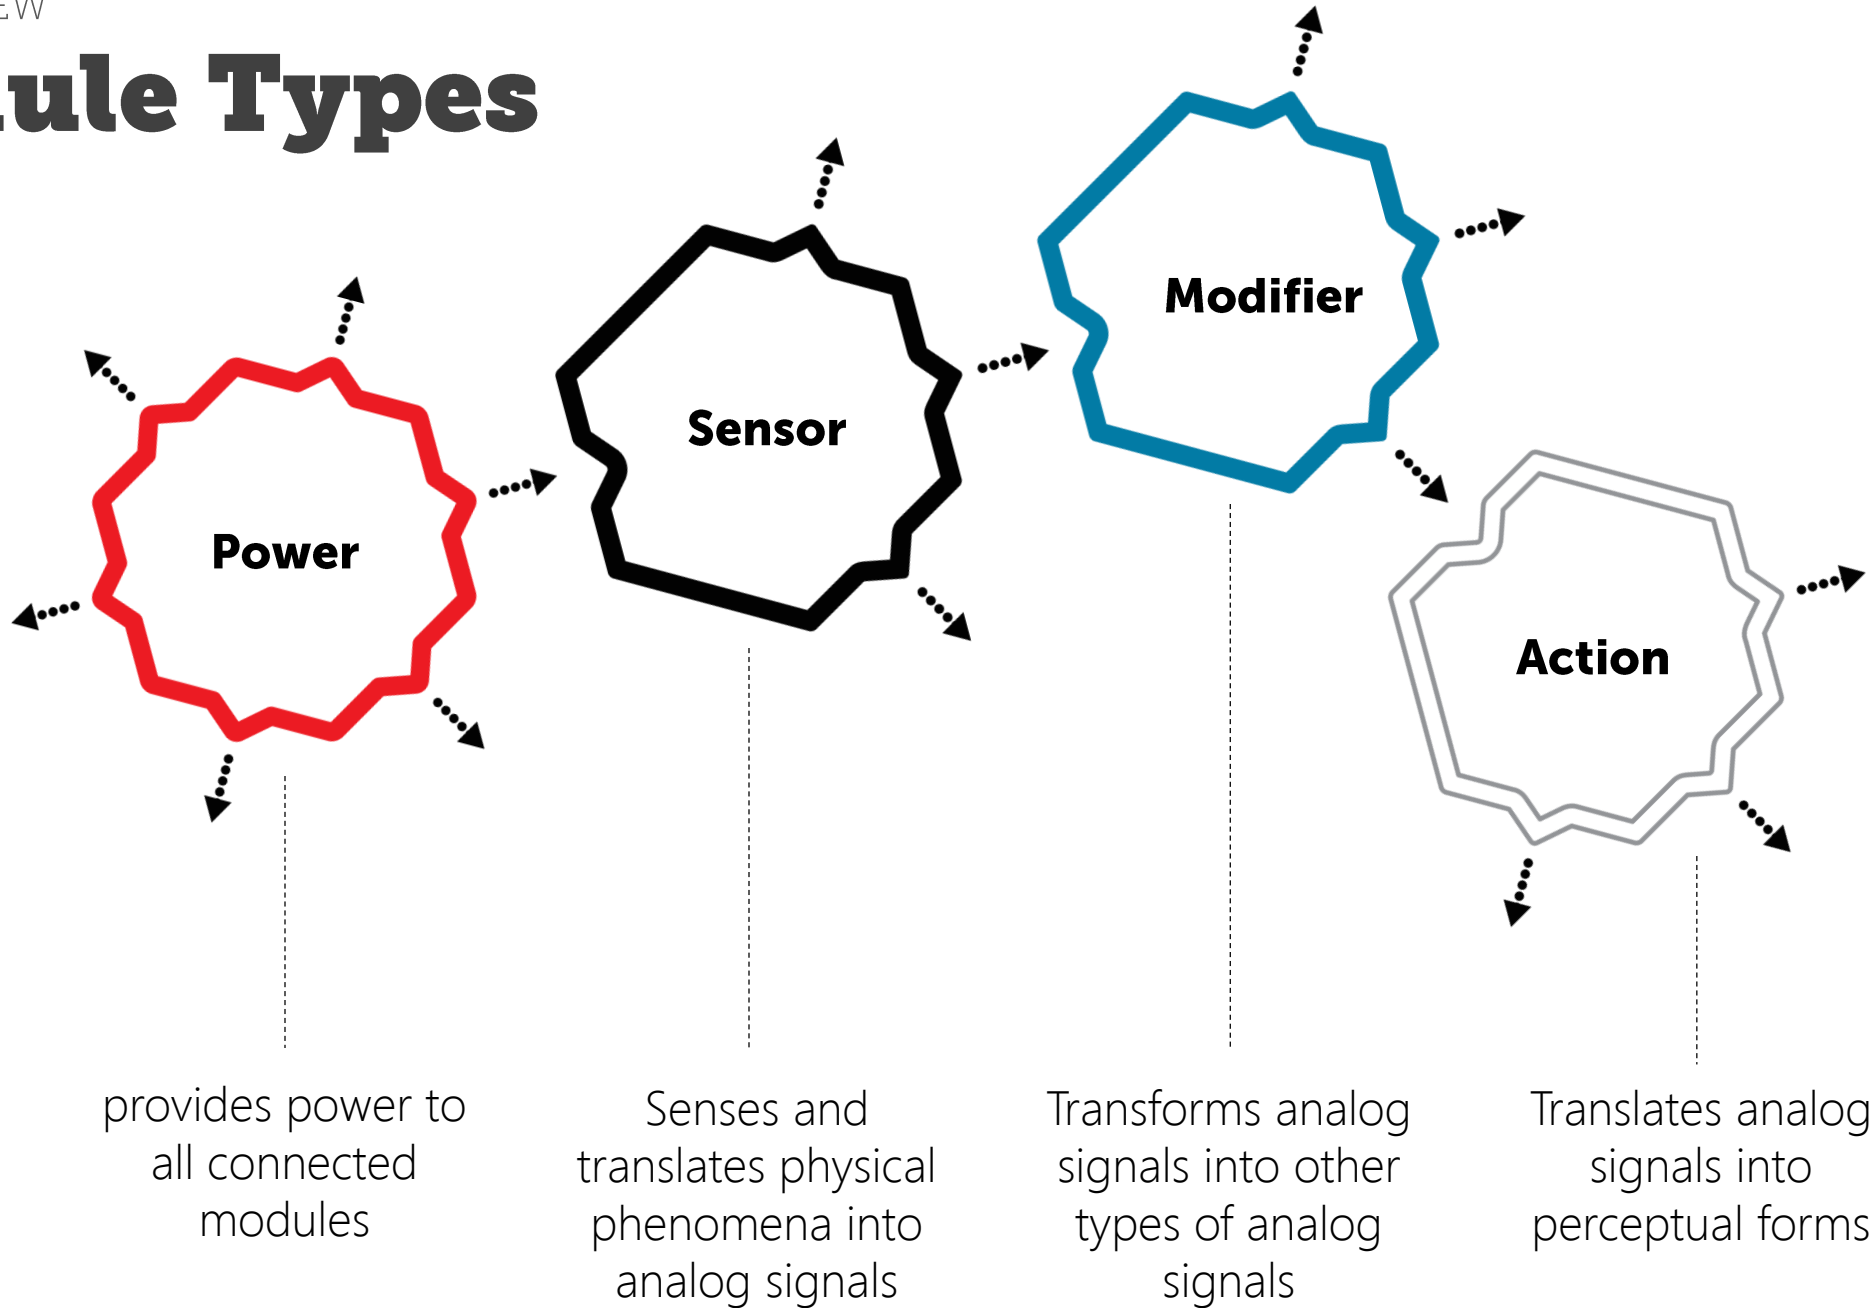 EW
ule Types
Power
Sensor
Modifier
Action
provides power to
all connected
modules
Senses and
translates physical
phenomena into
analog signals
Transforms analog
signals into other
types of analog
signals
Translates analog
signals into
perceptual forms